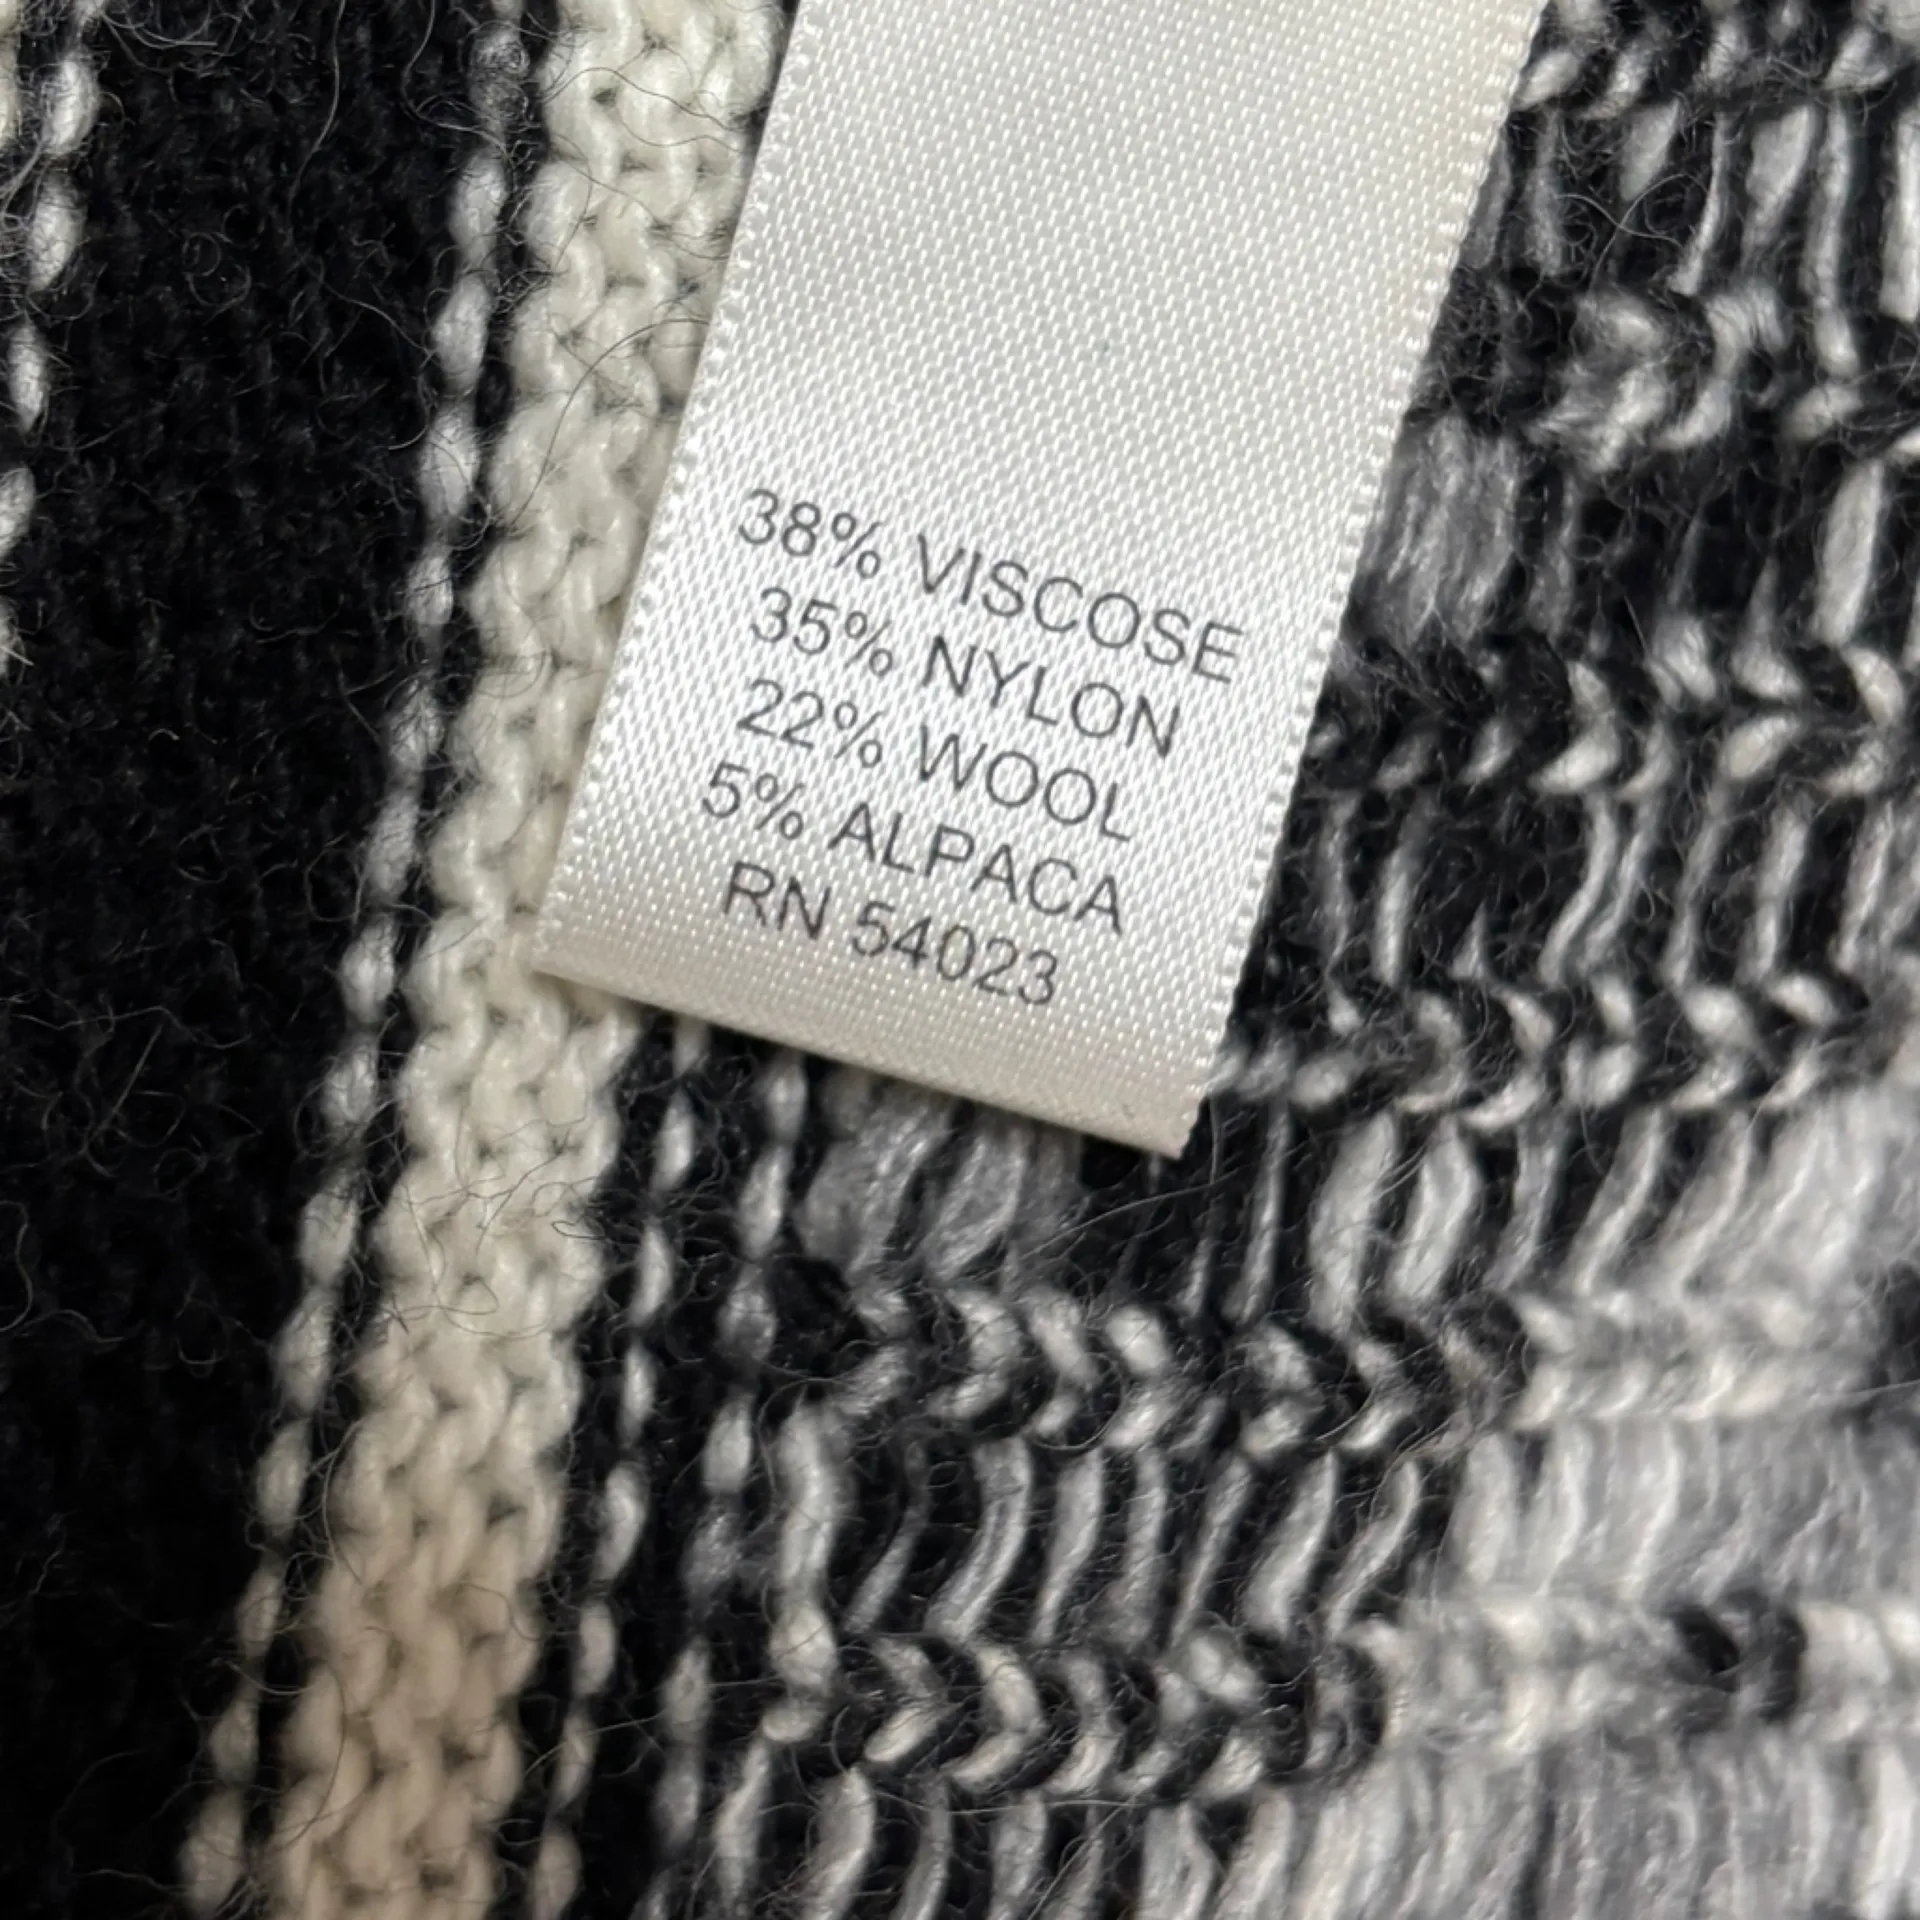 38% VISCOSE
35% NYLON
22% WOOL
5% ALPACA
RN 54023